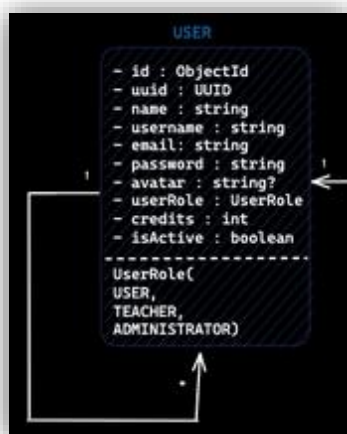 USER
- id : ObjectId
- uuid : UUID
- name : string
- username : string
- email: string
- password : string
- avatar : string?
- userRole : UserRole
- credits : int
- isActive : boolean
1
1
UserRole(
USER,
TEACHER,
ADMINISTRATOR)
*